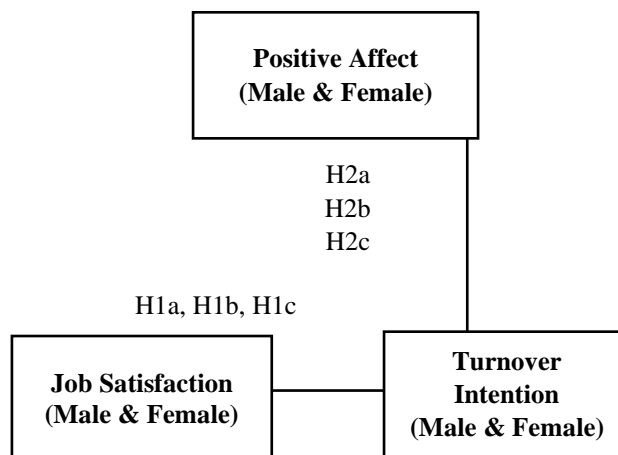 Positive Affect
(Male & Female)
H2a
H2b
H2c
H1a, H1b, H1c
Job Satisfaction
(Male & Female)
Turnover
Intention
(Male & Female)